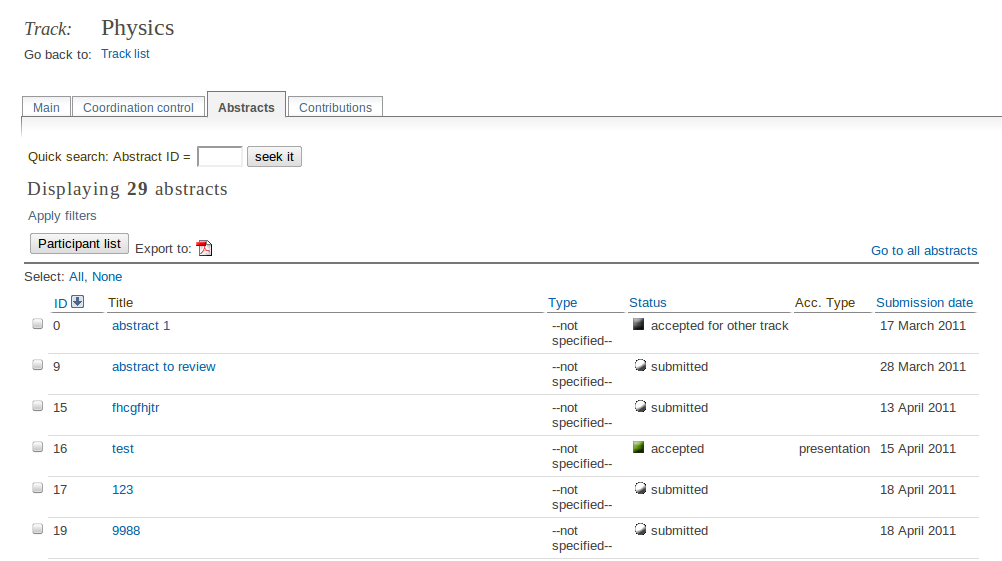 Track: Physics
Go back to: Track list
Main Coordination control Abstracts Contributions
Quick search: Abstract ID = seek it
Displaying 29 abstracts
Apply filters
Participant list Export to:
Go to all abstracts
Select: All, None
ID Title Type Status Acc. Type Submission date
0 abstract 1 --not specified-- accepted for other track 17 March 2011
9 abstract to review --not specified-- submitted 28 March 2011
15 fhcgfhjtr --not specified-- submitted 13 April 2011
16 test --not specified-- accepted presentation 15 April 2011
17 123 --not specified-- submitted 18 April 2011
19 9988 --not specified-- submitted 18 April 2011